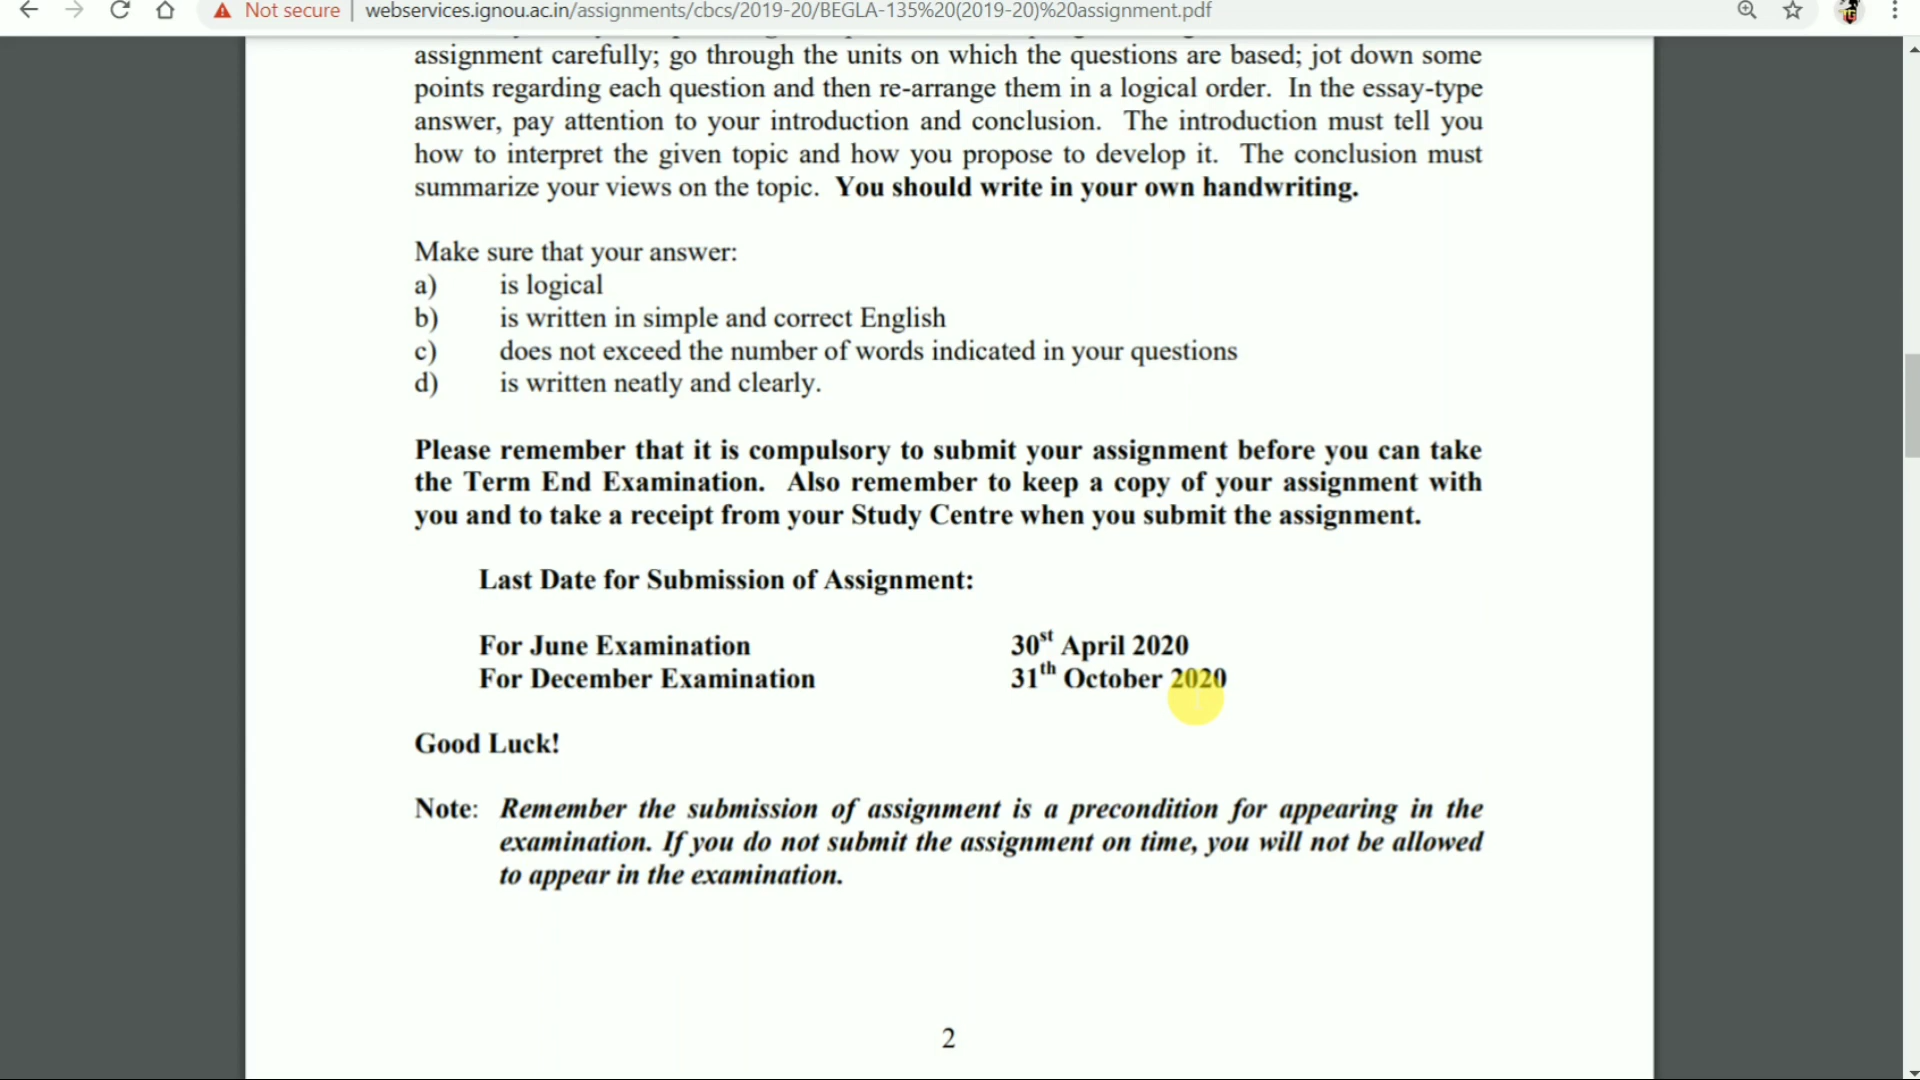 Not secure | webservices.ignou.ac.in/assignments/cbcs/2019-20/BEGLA-135%20(2019-20)%20assignment.pdf
assignment carefully; go through the units on which the questions are based; jot down some
points regarding each question and then re-arrange them in a logical order. In the essay-type
answer, pay attention to your introduction and conclusion. The introduction must tell you
how to interpret the given topic and how you propose to develop it. The conclusion must
summarize your views on the topic. You should write in your own handwriting.
Make sure that your answer:
a) is logical
b) is written in simple and correct English
c) does not exceed the number of words indicated in your questions
d) is written neatly and clearly.
Please remember that it is compulsory to submit your assignment before you can take
the Term End Examination. Also remember to keep a copy of your assignment with
you and to take a receipt from your Study Centre when you submit the assignment.
Last Date for Submission of Assignment:
For June Examination 30st April 2020
For December Examination 31th October 2020
Good Luck!
Note: Remember the submission of assignment is a precondition for appearing in the
examination. If you do not submit the assignment on time, you will not be allowed
to appear in the examination.
2